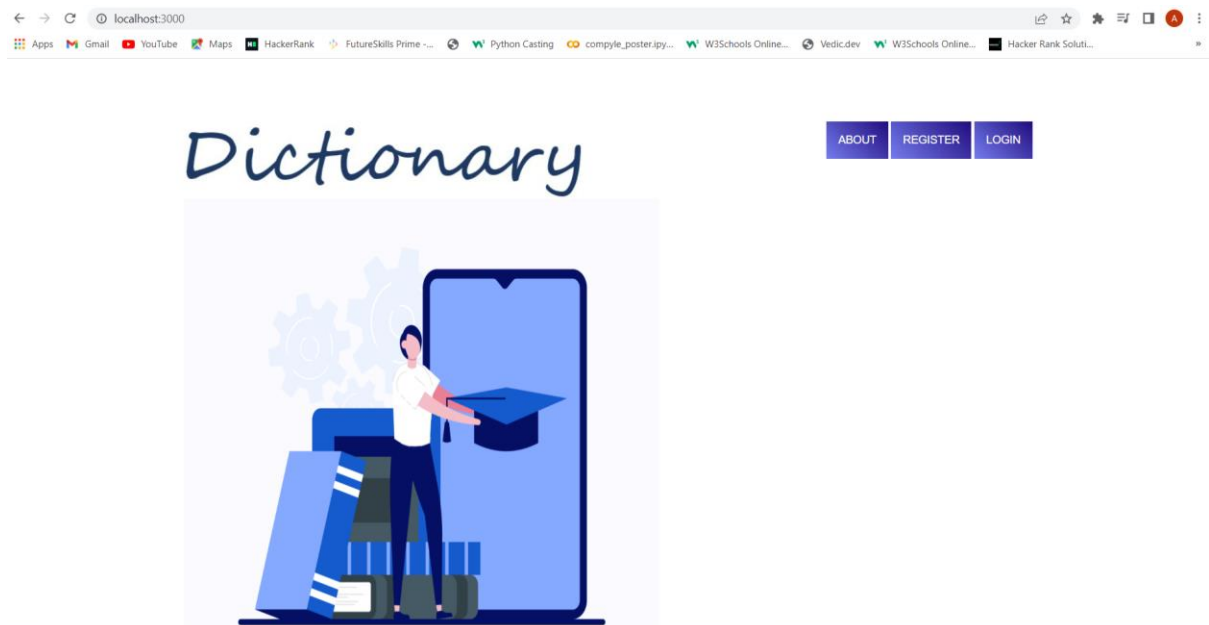 localhost:3000
Apps Gmail YouTube Maps HackerRank FutureSkills Prime -... Python Casting compyle_poster.ipy... W3Schools Online... Vedic.dev W3Schools Online... Hacker Rank Soluti... »
Dictionary
ABOUT REGISTER LOGIN